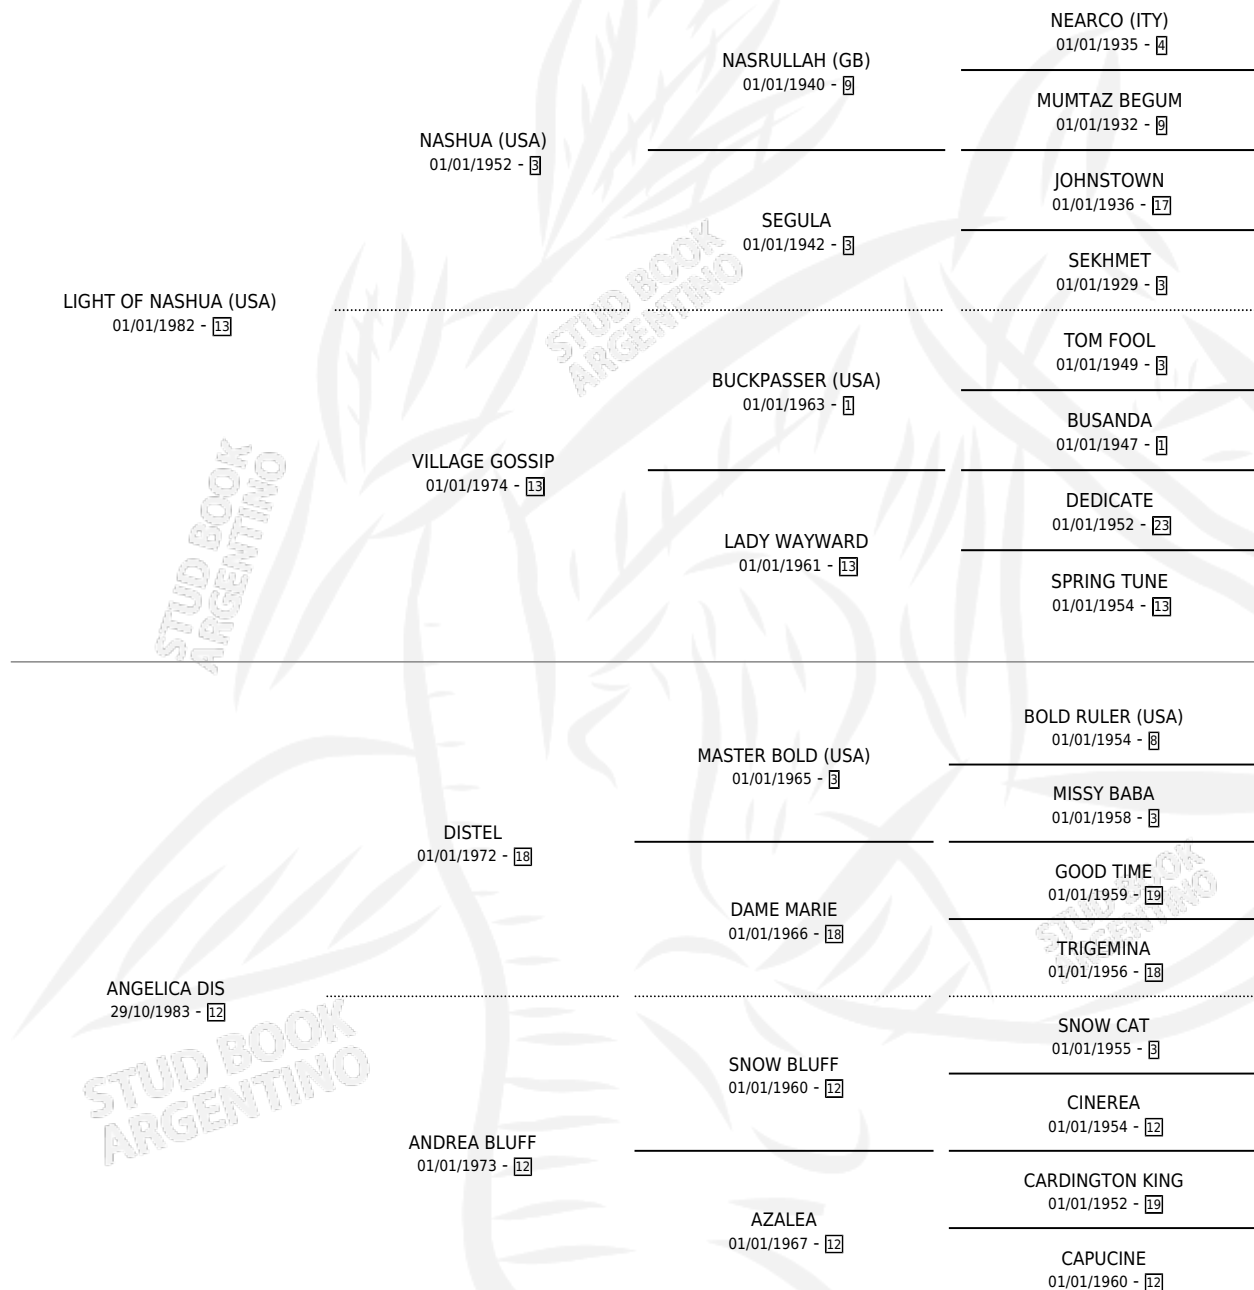 NEARCO (ITY)
01/01/1935 - 4
NASRULLAH (GB)
01/01/1940 - 9
MUMTAZ BEGUM
01/01/1932 - 9
NASHUA (USA)
01/01/1952 - 3
JOHNSTOWN
01/01/1936 - 17
SEGULA
01/01/1942 - 3
SEKHMET
01/01/1929 - 3
LIGHT OF NASHUA (USA)
01/01/1982 - 13
TOM FOOL
01/01/1949 - 3
BUCKPASSER (USA)
01/01/1963 - 1
BUSANDA
01/01/1947 - 1
VILLAGE GOSSIP
01/01/1974 - 13
DEDICATE
01/01/1952 - 23
LADY WAYWARD
01/01/1961 - 13
SPRING TUNE
01/01/1954 - 13
BOLD RULER (USA)
01/01/1954 - 8
MASTER BOLD (USA)
01/01/1965 - 3
MISSY BABA
01/01/1958 - 3
DISTEL
01/01/1972 - 18
GOOD TIME
01/01/1959 - 19
DAME MARIE
01/01/1966 - 18
TRIGEMINA
01/01/1956 - 18
ANGELICA DIS
29/10/1983 - 12
SNOW CAT
01/01/1955 - 3
SNOW BLUFF
01/01/1960 - 12
CINEREA
01/01/1954 - 12
ANDREA BLUFF
01/01/1973 - 12
CARDINGTON KING
01/01/1952 - 19
AZALEA
01/01/1967 - 12
CAPUCINE
01/01/1960 - 12
STUD BOOK
ARGENTINO
STUD BOOK
ARGENTINO
STUD BOOK
ARGENTINO
STUD BOOK
ARGENTINO